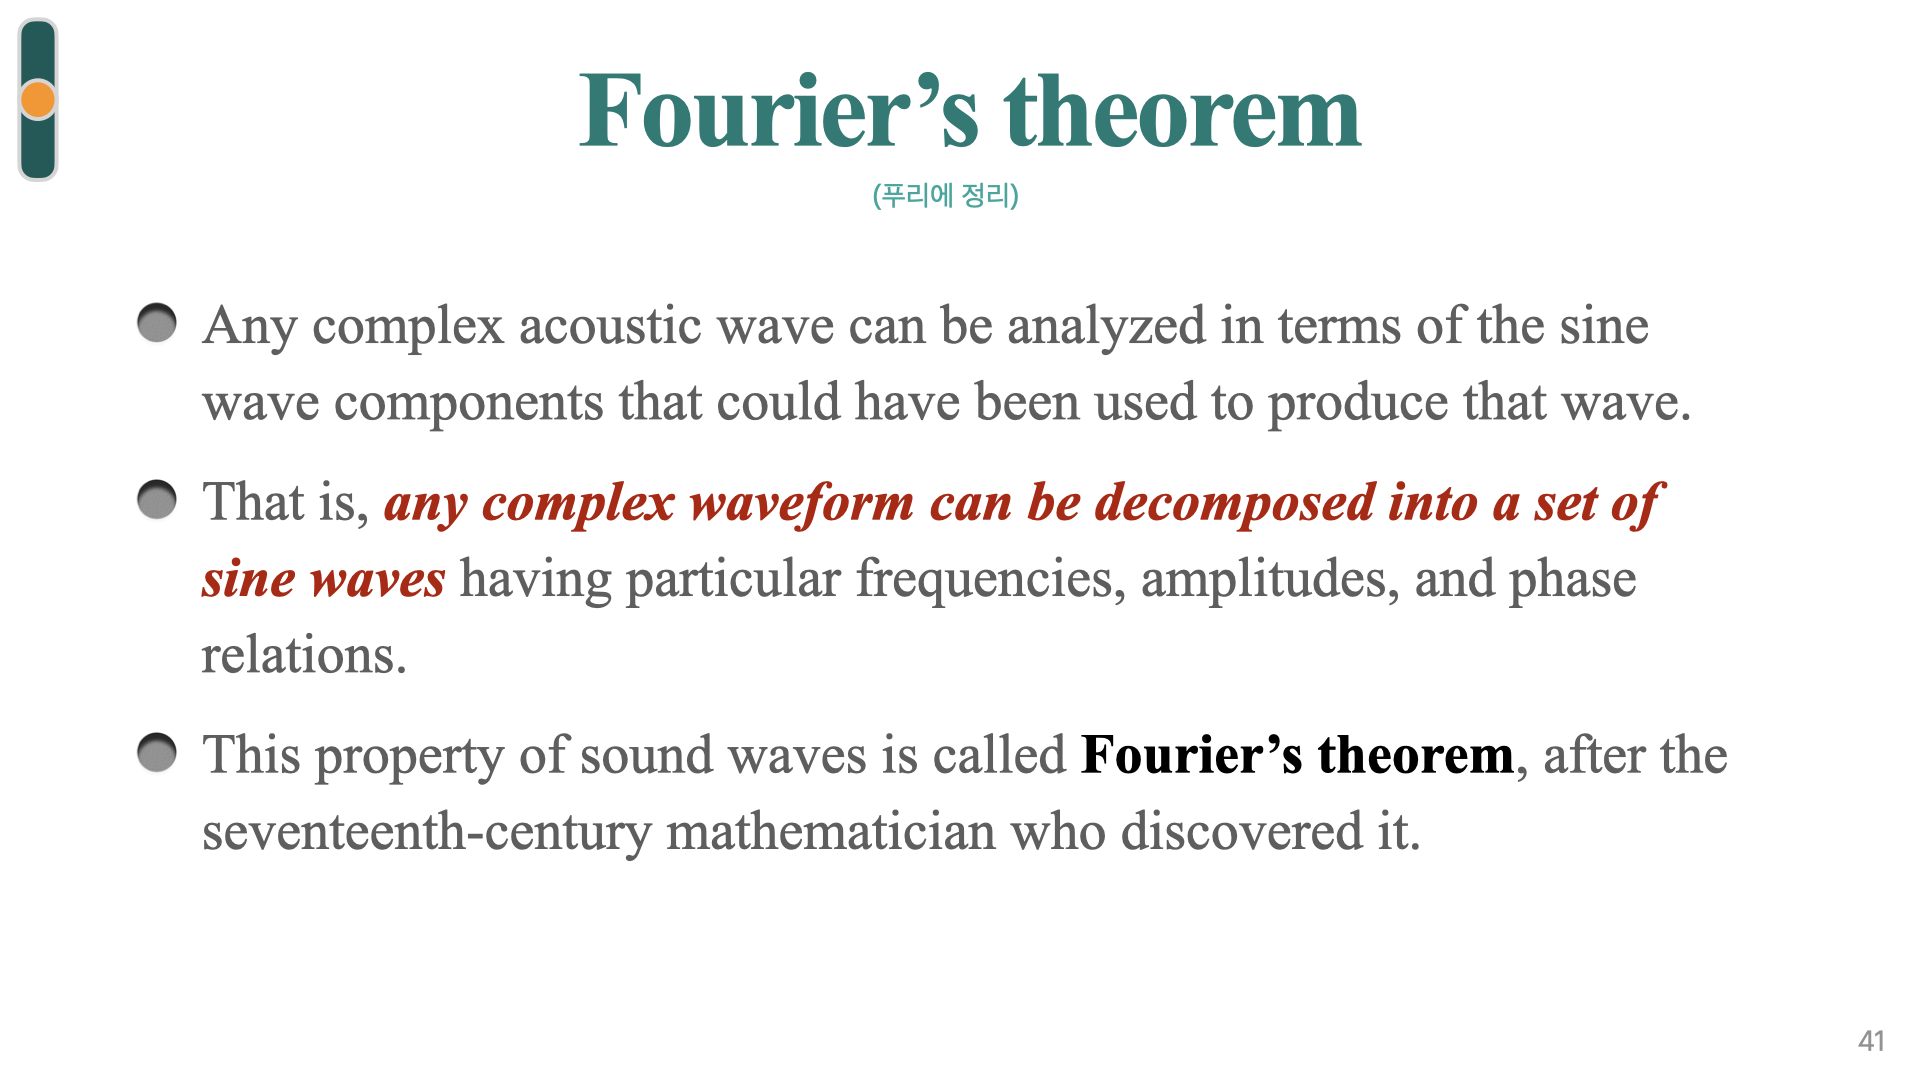 Fourier’s theorem
(푸리에 정리)
Any complex acoustic wave can be analyzed in terms of the sine
wave components that could have been used to produce that wave.
That is, any complex waveform can be decomposed into a set of
sine waves having particular frequencies, amplitudes, and phase
relations.
This property of sound waves is called Fourier’s theorem, after the
seventeenth-century mathematician who discovered it.
41